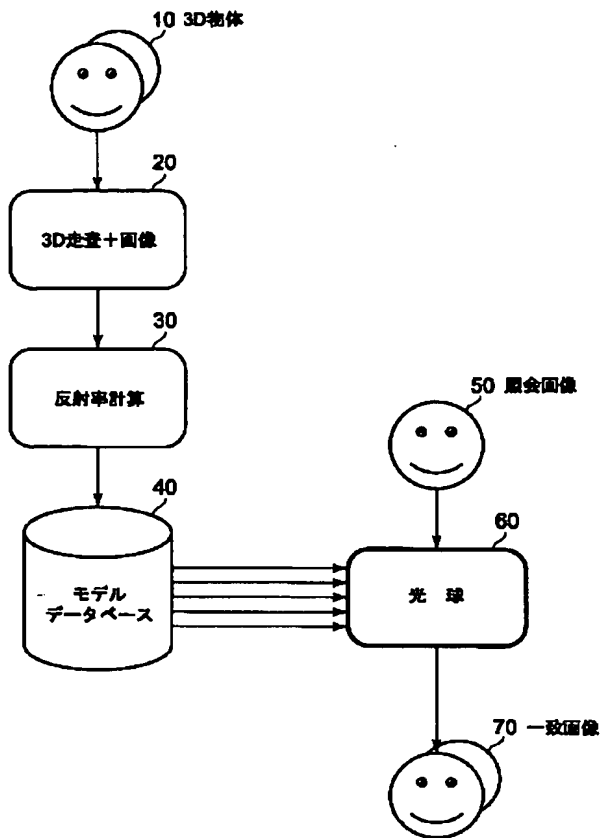 10 3D物体
20
3D走査＋画像
30
反射率計算
40
モデル
データベース
50 照会画像
60
光 球
70 一致画像